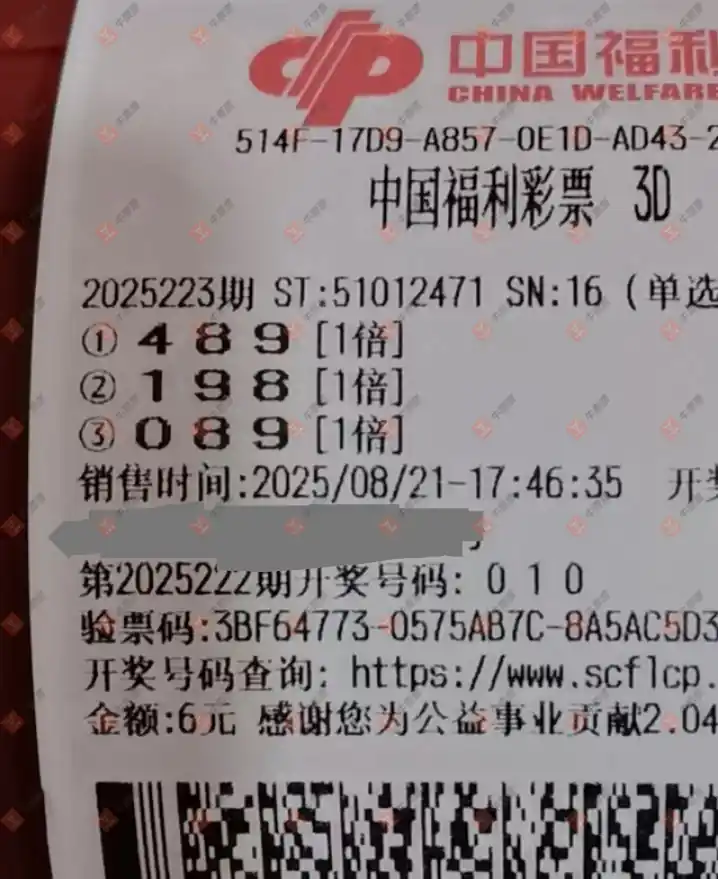 中国福利
CHINA WELFARE
514F-17D9-A857-0E1D-AD43-2
中国福利彩票 3D
2025223期 ST:51012471 SN:16 (单选
① 4 8 9 [1倍]
② 1 9 8 [1倍]
③ 0 8 9 [1倍]
销售时间:2025/08/21-17:46:35 开奖
第2025222期开奖号码: 0 1 0
验票码:3BF64773-0575AB7C-8A5AC5D3
开奖号码查询: https://www.scflcp.
金额:6元 感谢您为公益事业贡献2.04